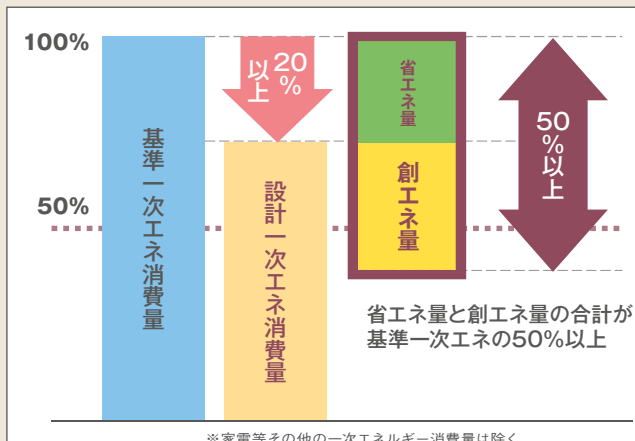 100%
50%
基準一次エネ消費量
20%
以上
設計一次エネ消費量
省エネ量
創エネ量
50%以上
省エネ量と創エネ量の合計が
基準一次エネの50%以上
※家電等その他の一次エネルギー消費量は除く